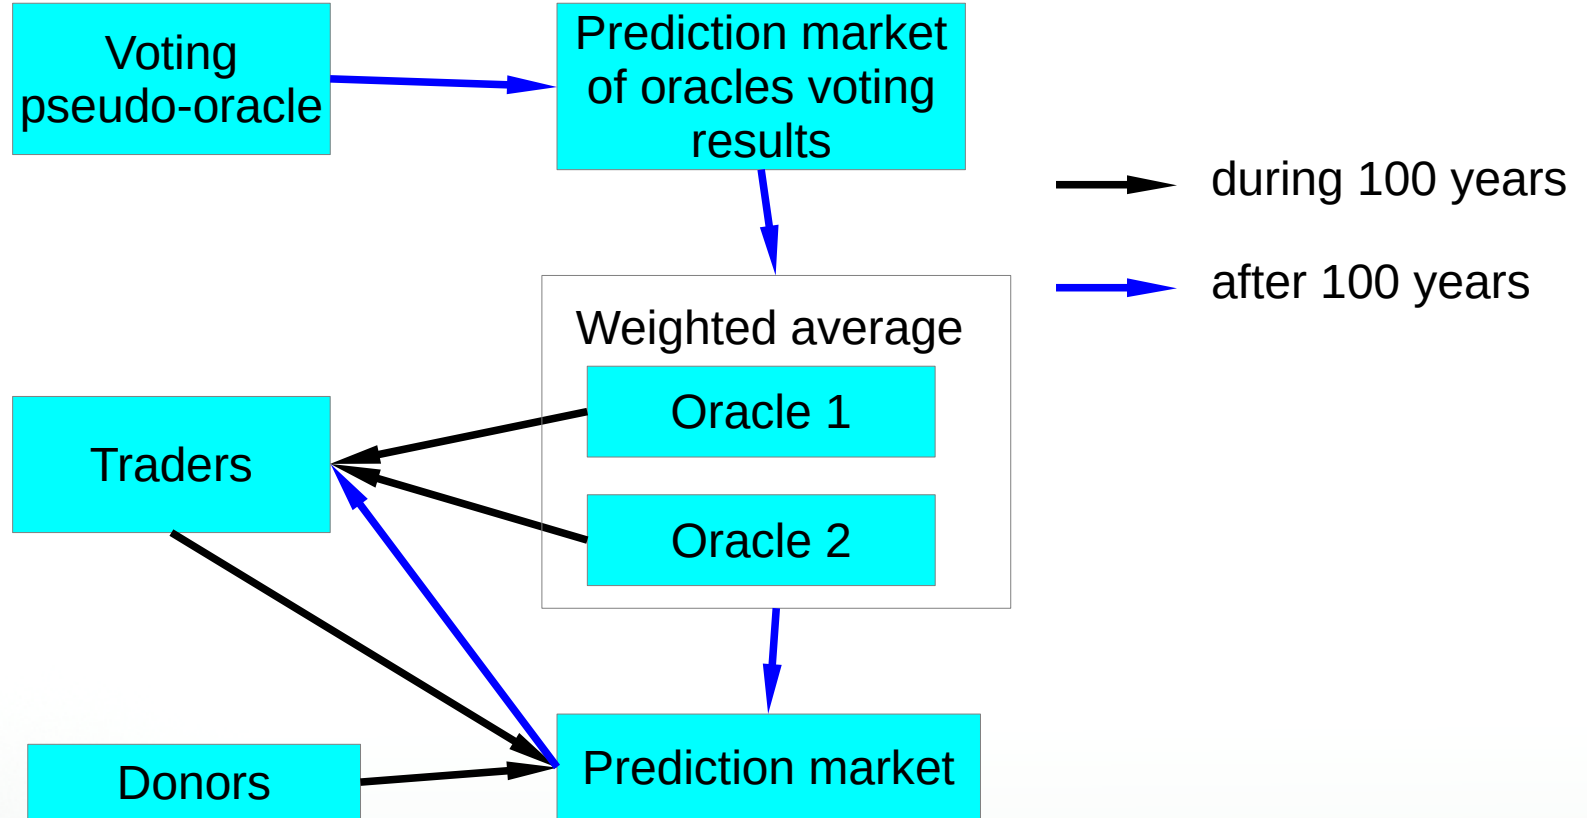 Voting
pseudo-oracle
Prediction market
of oracles voting
results
during 100 years
after 100 years
Weighted average
Oracle 1
Traders
Oracle 2
Donors
Prediction market